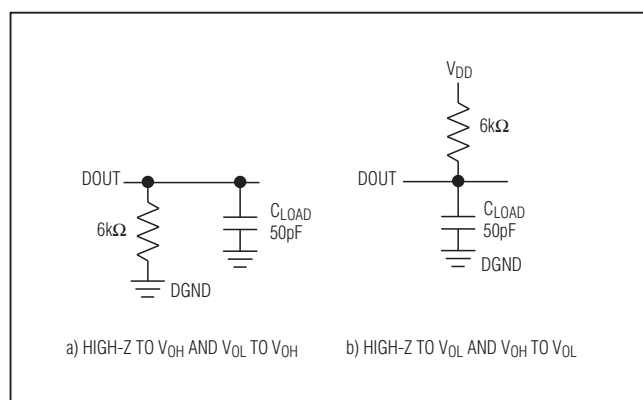 DOUT
6kΩ
DGND
C_LOAD
50pF
a) HIGH-Z TO V_OH AND V_OL TO V_OH
V_DD
6kΩ
DOUT
C_LOAD
50pF
DGND
b) HIGH-Z TO V_OL AND V_OH TO V_OL